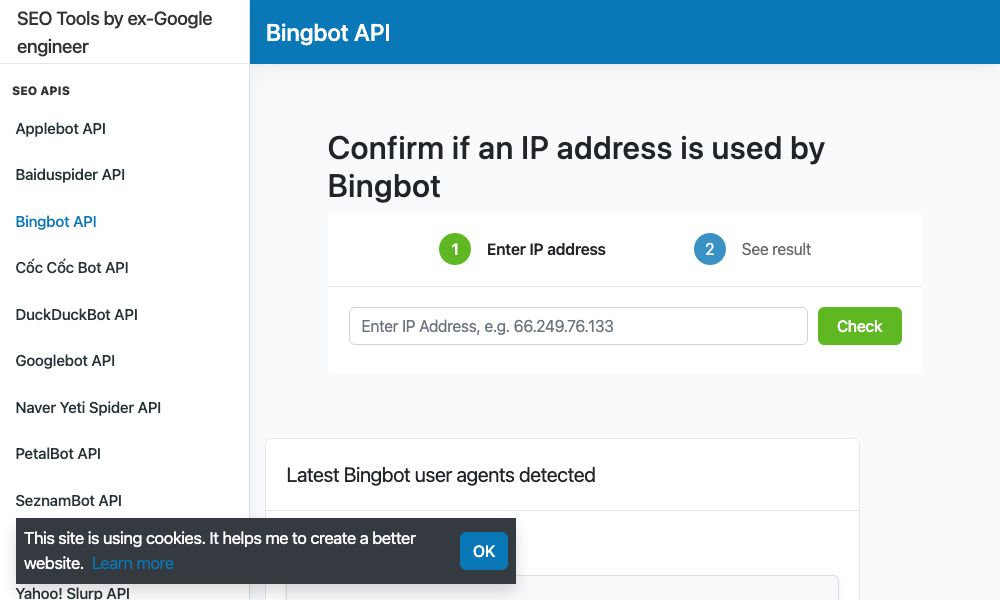 SEO Tools by ex-Google
engineer
SEO APIS
Applebot API
Baiduspider API
Bingbot API
Cốc Cốc Bot API
DuckDuckBot API
Googlebot API
Naver Yeti Spider API
PetalBot API
SeznamBot API
Yahoo! Slurp API
Bingbot API
Confirm if an IP address is used by
Bingbot
1 Enter IP address 2 See result
Enter IP Address, e.g. 66.249.76.133 Check
Latest Bingbot user agents detected
This site is using cookies. It helps me to create a better
website. Learn more
OK